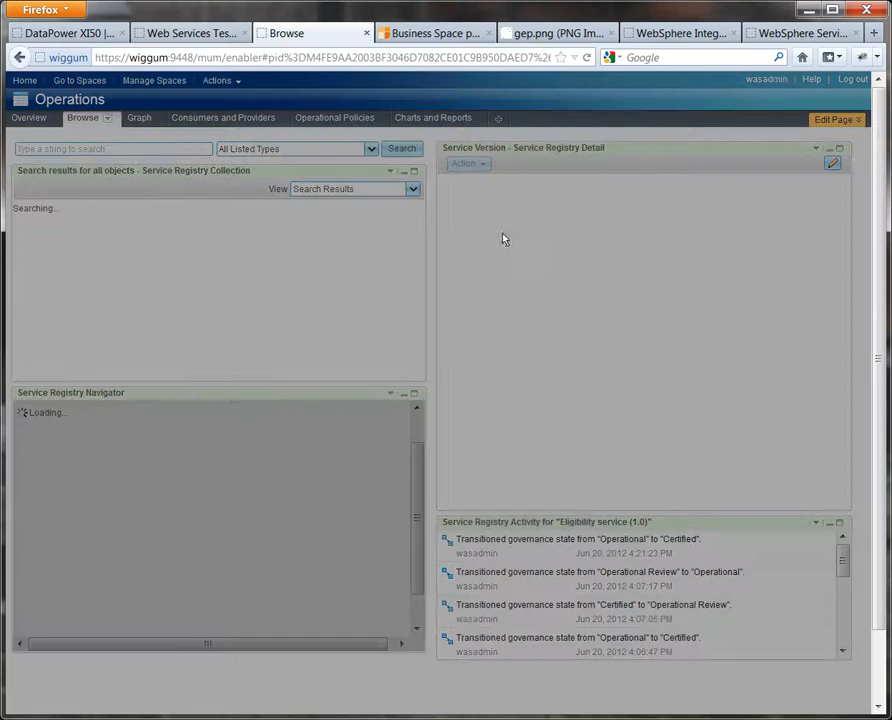 Firefox
DataPower XI50 |...
Web Services Tes...
Browse
Business Space p...
gep.png (PNG Im...
WebSphere Integ...
WebSphere Servi...
wiggum
https://wiggum:9448/mum/enabler#pid%3DM4FE9AA2003BF3046D7082CE01C9B950DAED7%26
Google
Home
Go to Spaces
Manage Spaces
Actions
wasadmin
Help
Log out
Operations
Overview
Browse
Graph
Consumers and Providers
Operational Policies
Charts and Reports
Edit Page
Type a string to search
All Listed Types
Search
Search results for all objects - Service Registry Collection
View
Search Results
Searching...
Service Registry Navigator
Loading...
Service Version - Service Registry Detail
Action
Service Registry Activity for "Eligibility service (1.0)"
Transitioned governance state from "Operational" to "Certified".
wasadmin Jun 20, 2012 4:21:23 PM
Transitioned governance state from "Operational Review" to "Operational".
wasadmin Jun 20, 2012 4:07:17 PM
Transitioned governance state from "Certified" to "Operational Review".
wasadmin Jun 20, 2012 4:07:05 PM
Transitioned governance state from "Operational" to "Certified".
wasadmin Jun 20, 2012 4:06:47 PM